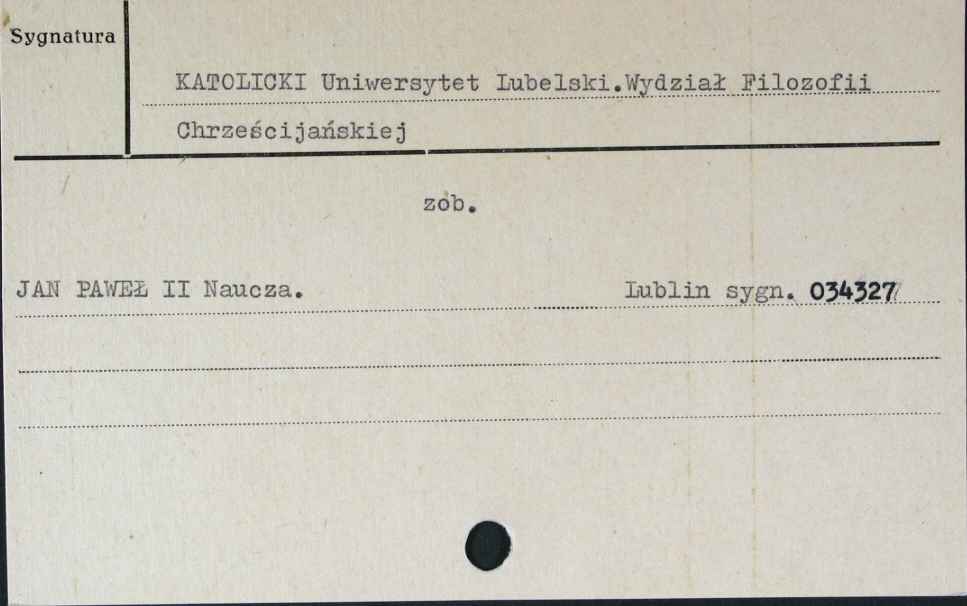 Sygnatura
KATOLICKI Uniwersytet Lubelski.Wydział Filozofii
Chrześcijańskiej
zob.
JAN PAWEŁ II Naucza. Lublin sygn. 034327